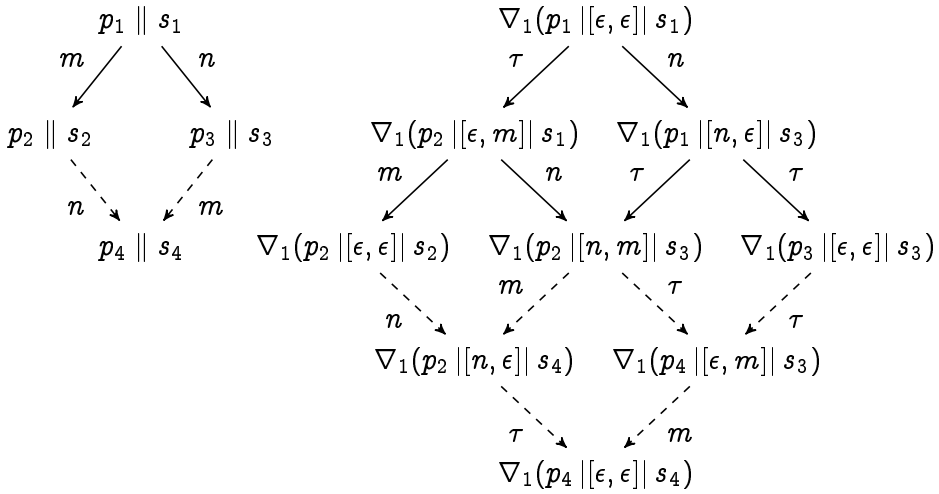 p₁ ∥ s₁
m n
p₂ ∥ s₂ p₃ ∥ s₃
n m
p₄ ∥ s₄
∇₁(p₁ |[ϵ, ϵ]| s₁)
τ n
∇₁(p₂ |[ϵ, m]| s₁) ∇₁(p₁ |[n, ϵ]| s₃)
m n τ τ
∇₁(p₂ |[ϵ, ϵ]| s₂) ∇₁(p₂ |[n, m]| s₃) ∇₁(p₃ |[ϵ, ϵ]| s₃)
n m τ τ
∇₁(p₂ |[n, ϵ]| s₄) ∇₁(p₄ |[ϵ, m]| s₃)
τ m
∇₁(p₄ |[ϵ, ϵ]| s₄)